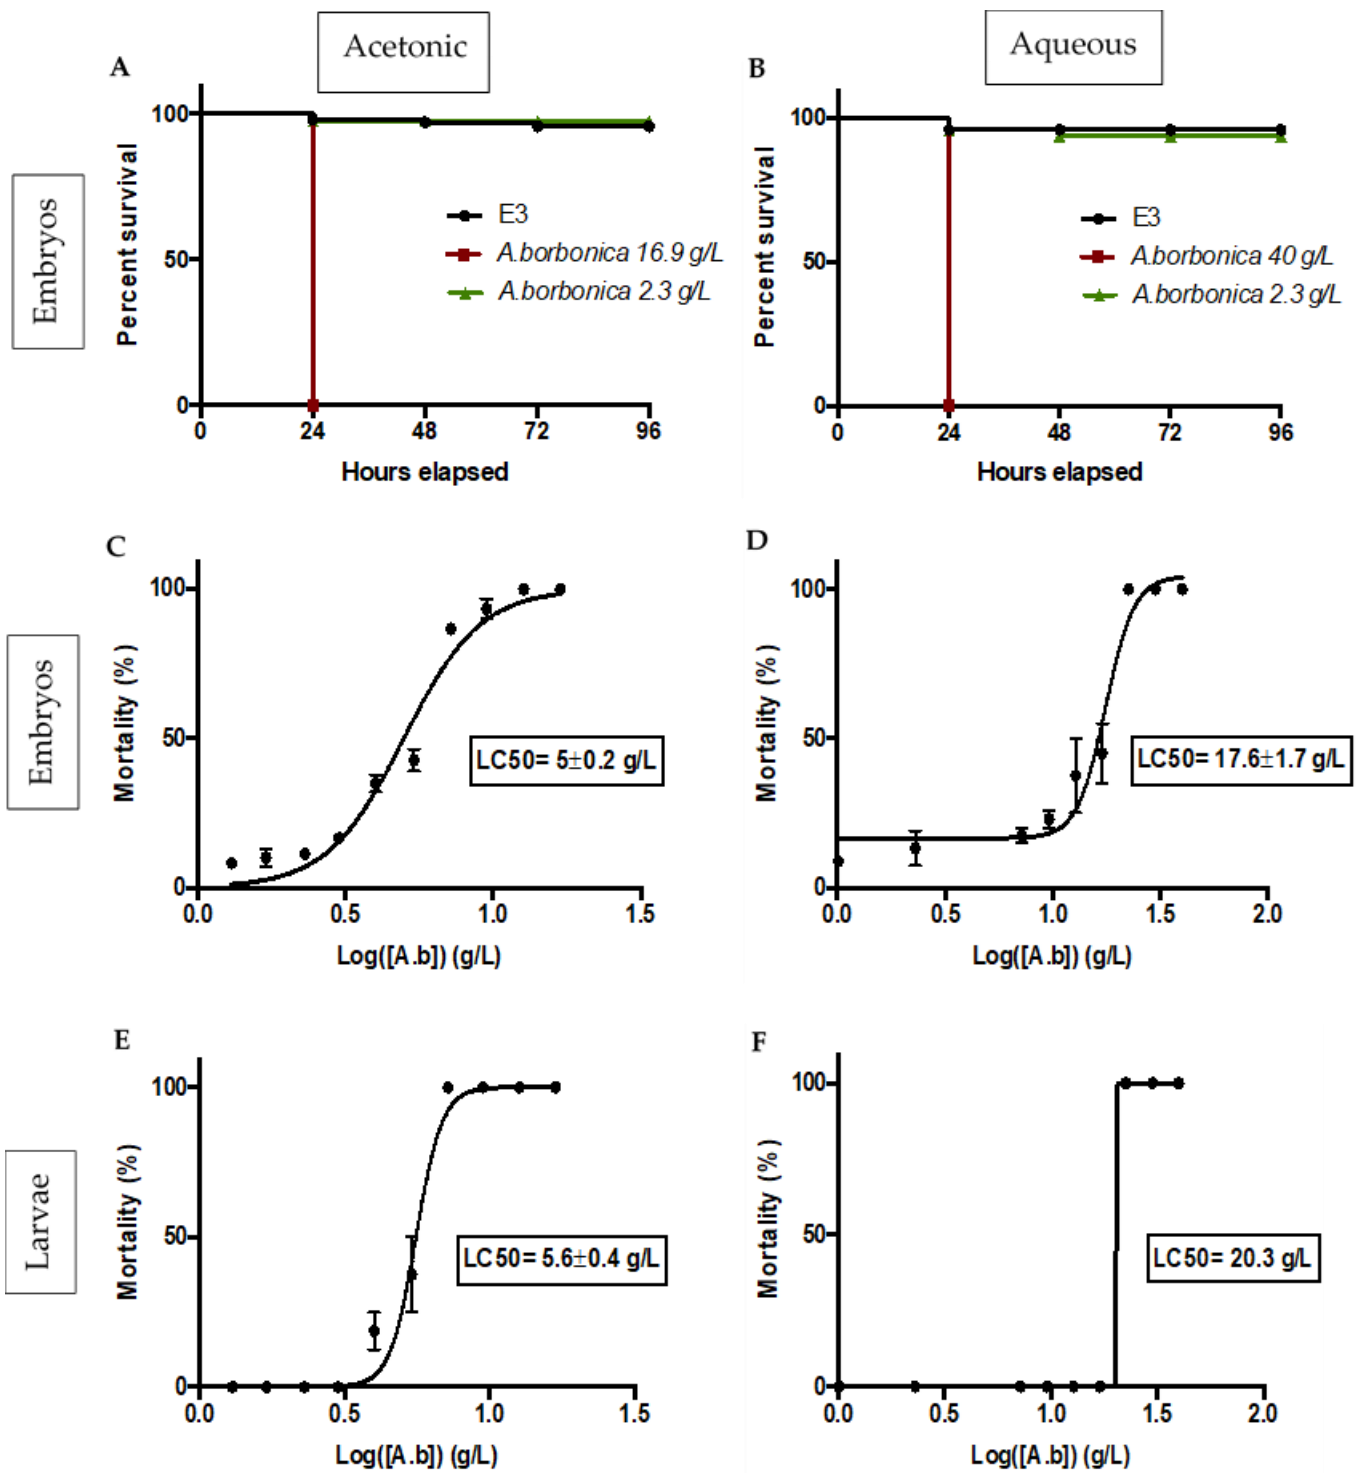 Acetonic
Aqueous
A
B
Embryos
Percent survival
100
50
0
0
24
48
72
96
Hours elapsed
E3
A.borbonica 16.9 g/L
A.borbonica 2.3 g/L
Percent survival
100
50
0
0
24
48
72
96
Hours elapsed
E3
A.borbonica 40 g/L
A.borbonica 2.3 g/L
C
D
Embryos
Mortality (%)
100
50
0
0.0
0.5
1.0
1.5
Log([A.b]) (g/L)
LC50= 5±0.2 g/L
Mortality (%)
100
50
0
0.0
0.5
1.0
1.5
2.0
Log([A.b]) (g/L)
LC50= 17.6±1.7 g/L
E
F
Larvae
Mortality (%)
100
50
0
0.0
0.5
1.0
1.5
Log([A.b]) (g/L)
LC50= 5.6±0.4 g/L
Mortality (%)
100
50
0
0.0
0.5
1.0
1.5
2.0
Log([A.b]) (g/L)
LC50= 20.3 g/L